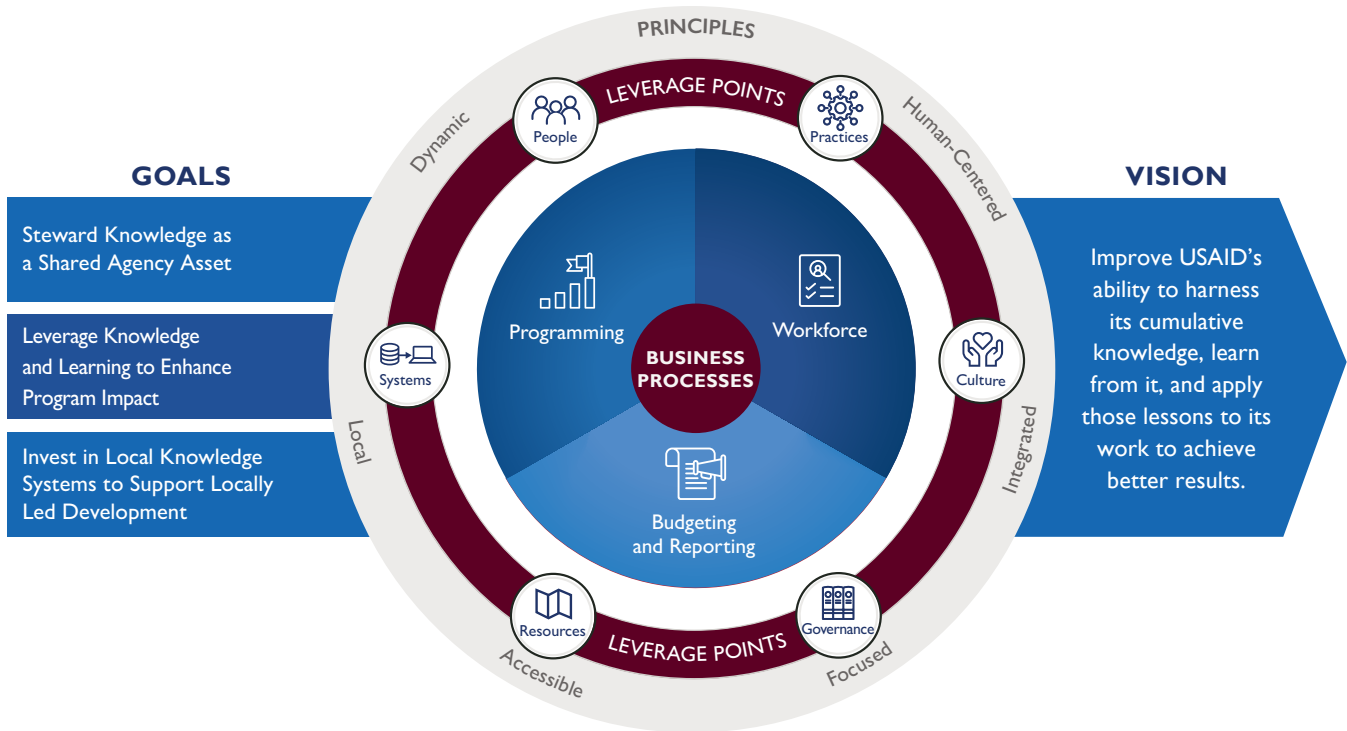 PRINCIPLES
LEVERAGE POINTS
People
Practices
Dynamic
Human-Centered
GOALS
Steward Knowledge as
a Shared Agency Asset
Leverage Knowledge
and Learning to Enhance
Program Impact
Invest in Local Knowledge
Systems to Support Locally
Led Development
Programming
Workforce
BUSINESS
PROCESSES
Systems
Culture
Budgeting
and Reporting
Local
Integrated
Resources
Governance
LEVERAGE POINTS
Accessible
Focused
VISION
Improve USAID’s
ability to harness
its cumulative
knowledge, learn
from it, and apply
those lessons to its
work to achieve
better results.